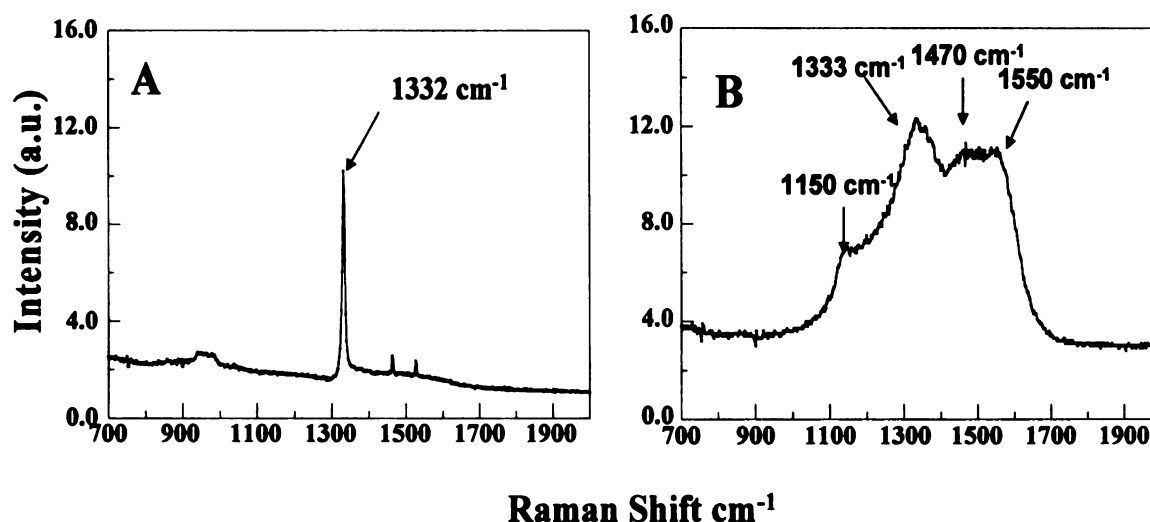 A
1332 cm-1
Intensity (a.u.)
16.0
12.0
8.0
4.0
0.0
700 900 1100 1300 1500 1700 1900
B
1333 cm-1
1470 cm-1
1550 cm-1
1150 cm-1
16.0
12.0
8.0
4.0
0.0
700 900 1100 1300 1500 1700 1900
Raman Shift cm-1